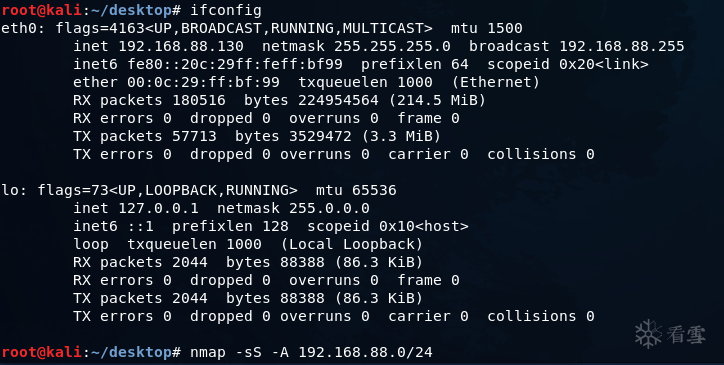 root@kali:~/desktop# ifconfig
eth0: flags=4163<UP,BROADCAST,RUNNING,MULTICAST>  mtu 1500
        inet 192.168.88.130  netmask 255.255.255.0  broadcast 192.168.88.255
        inet6 fe80::20c:29ff:feff:bf99  prefixlen 64  scopeid 0x20<link>
        ether 00:0c:29:ff:bf:99  txqueuelen 1000  (Ethernet)
        RX packets 180516  bytes 224954564 (214.5 MiB)
        RX errors 0  dropped 0  overruns 0  frame 0
        TX packets 57713  bytes 3529472 (3.3 MiB)
        TX errors 0  dropped 0 overruns 0  carrier 0  collisions 0
lo: flags=73<UP,LOOPBACK,RUNNING>  mtu 65536
        inet 127.0.0.1  netmask 255.0.0.0
        inet6 ::1  prefixlen 128  scopeid 0x10<host>
        loop  txqueuelen 1000  (Local Loopback)
        RX packets 2044  bytes 88388 (86.3 KiB)
        RX errors 0  dropped 0  overruns 0  frame 0
        TX packets 2044  bytes 88388 (86.3 KiB)
        TX errors 0  dropped 0 overruns 0  carrier 0  collisions 0
root@kali:~/desktop# nmap -sS -A 192.168.88.0/24
看雪